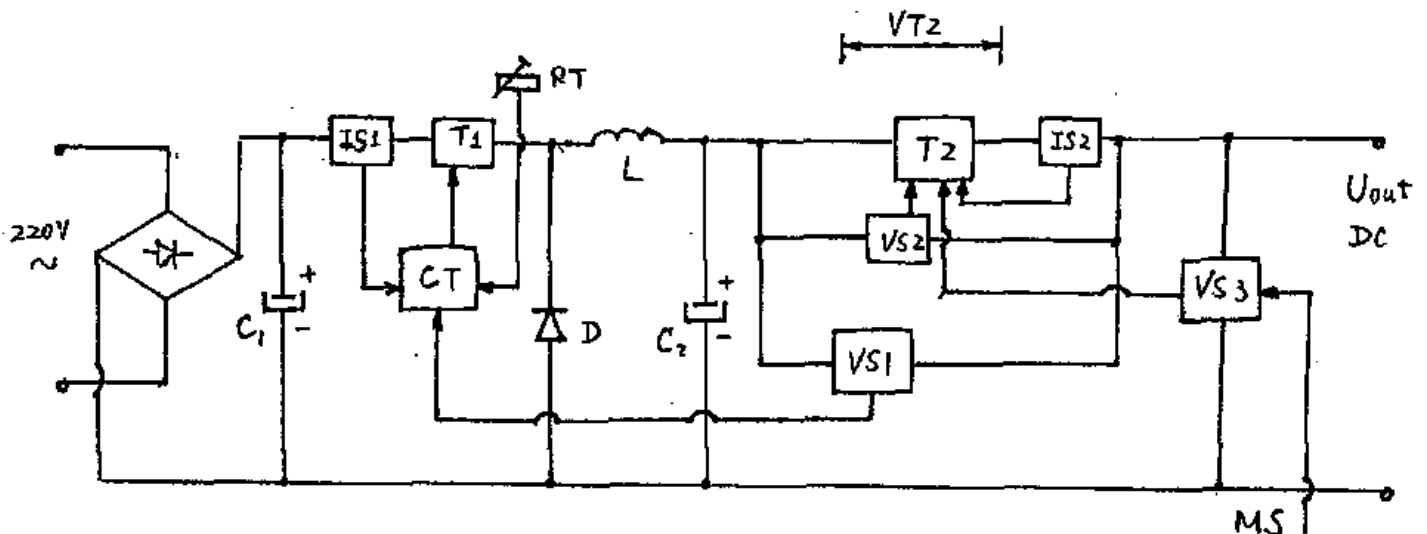 VT2
RT
IS1
T1
T2
IS2
L
Uout
DC
220V
~
VS2
CT
VS3
+
C1
-
D
+
C2
-
VS1
MS